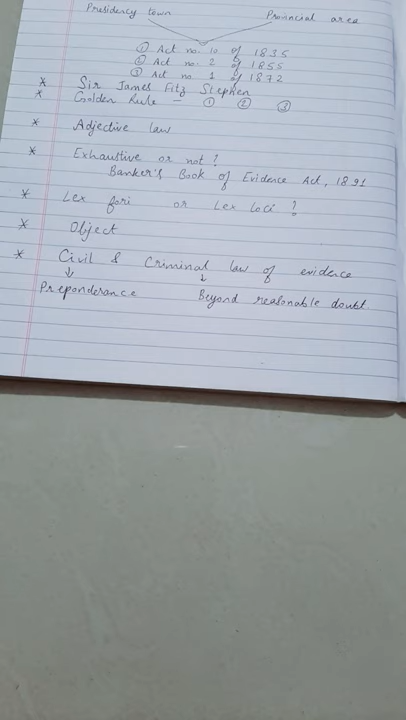 Presidency town Provincial area
① Act no. 10 of 1835
② Act no. 2 of 1855
③ Act no. 1 of 1872
* Sir James Fitz Stephen
* Golden Rule - ① ② ③
* Adjective law
* Exhaustive or not?
Banker's Book of Evidence Act, 1891
* Lex fori or Lex loci?
* Object
* Civil & Criminal law of evidence
↓ ↓
Preponderance Beyond reasonable doubt.